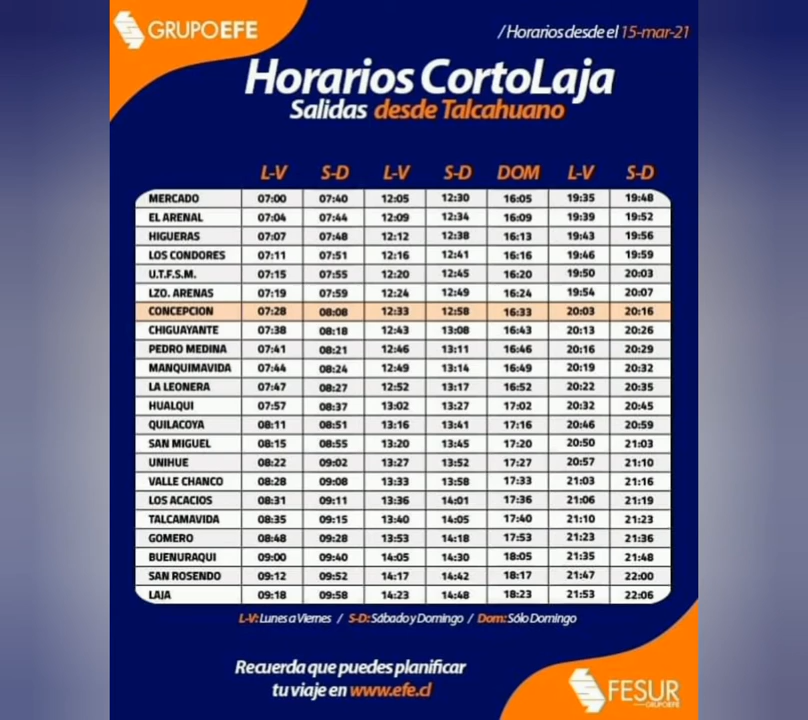 GRUPOEFE
/Horarios desde el 15-mar-21
Horarios CortoLaja
Salidas desde Talcahuano
L-V S-D L-V S-D DOM L-V S-D
MERCADO 07:00 07:40 12:05 12:30 16:05 19:35 19:48
EL ARENAL 07:04 07:44 12:09 12:34 16:09 19:39 19:52
HIGUERAS 07:07 07:48 12:12 12:38 16:13 19:43 19:56
LOS CONDORES 07:11 07:51 12:16 12:41 16:16 19:46 19:59
U.T.F.S.M. 07:15 07:55 12:20 12:45 16:20 19:50 20:03
LZO. ARENAS 07:19 07:59 12:24 12:49 16:24 19:54 20:07
CONCEPCION 07:28 08:08 12:33 12:58 16:33 20:03 20:16
CHIGUAYANTE 07:38 08:18 12:43 13:08 16:43 20:13 20:26
PEDRO MEDINA 07:41 08:21 12:46 13:11 16:46 20:16 20:29
MANQUIMAVIDA 07:44 08:24 12:49 13:14 16:49 20:19 20:32
LA LEONERA 07:47 08:27 12:52 13:17 16:52 20:22 20:35
HUALQUI 07:57 08:37 13:02 13:27 17:02 20:32 20:45
QUILACOYA 08:11 08:51 13:16 13:41 17:16 20:46 20:59
SAN MIGUEL 08:15 08:55 13:20 13:45 17:20 20:50 21:03
UNIHUE 08:22 09:02 13:27 13:52 17:27 20:57 21:10
VALLE CHANCO 08:28 09:08 13:33 13:58 17:33 21:03 21:16
LOS ACACIOS 08:31 09:11 13:36 14:01 17:36 21:06 21:19
TALCAMAVIDA 08:35 09:15 13:40 14:05 17:40 21:10 21:23
GOMERO 08:48 09:28 13:53 14:18 17:53 21:23 21:36
BUENURAQUI 09:00 09:40 14:05 14:30 18:05 21:35 21:48
SAN ROSENDO 09:12 09:52 14:17 14:42 18:17 21:47 22:00
LAJA 09:18 09:58 14:23 14:48 18:23 21:53 22:06
L-V: Lunes a Viernes / S-D: Sábado y Domingo / Dom: Sólo Domingo
Recuerda que puedes planificar
tu viaje en www.efe.cl
FESUR
GRUPOEFE